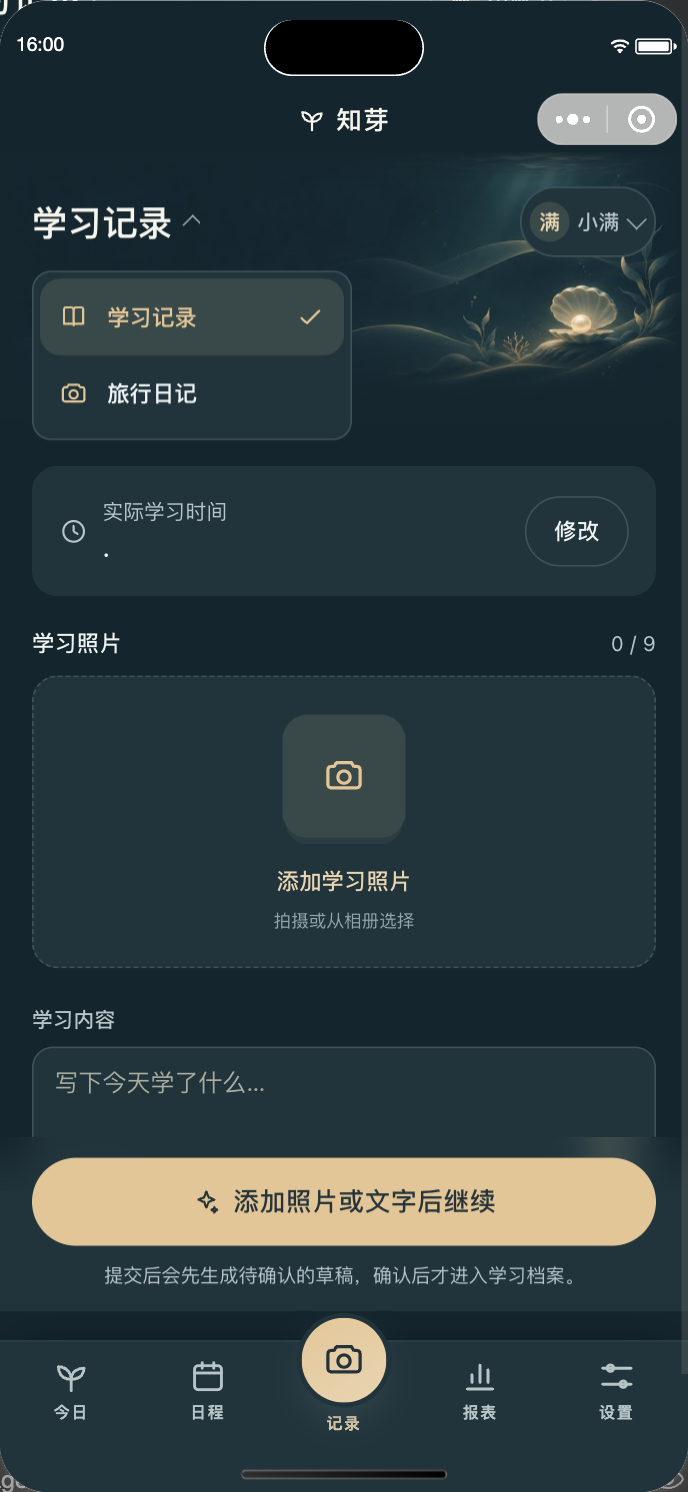 16:00
知芽
学习记录
满 小满
学习记录
旅行日记
实际学习时间
·
修改
学习照片
0 / 9
添加学习照片
拍摄或从相册选择
学习内容
写下今天学了什么...
添加照片或文字后继续
提交后会先生成待确认的草稿，确认后才进入学习档案。
今日
日程
记录
报表
设置